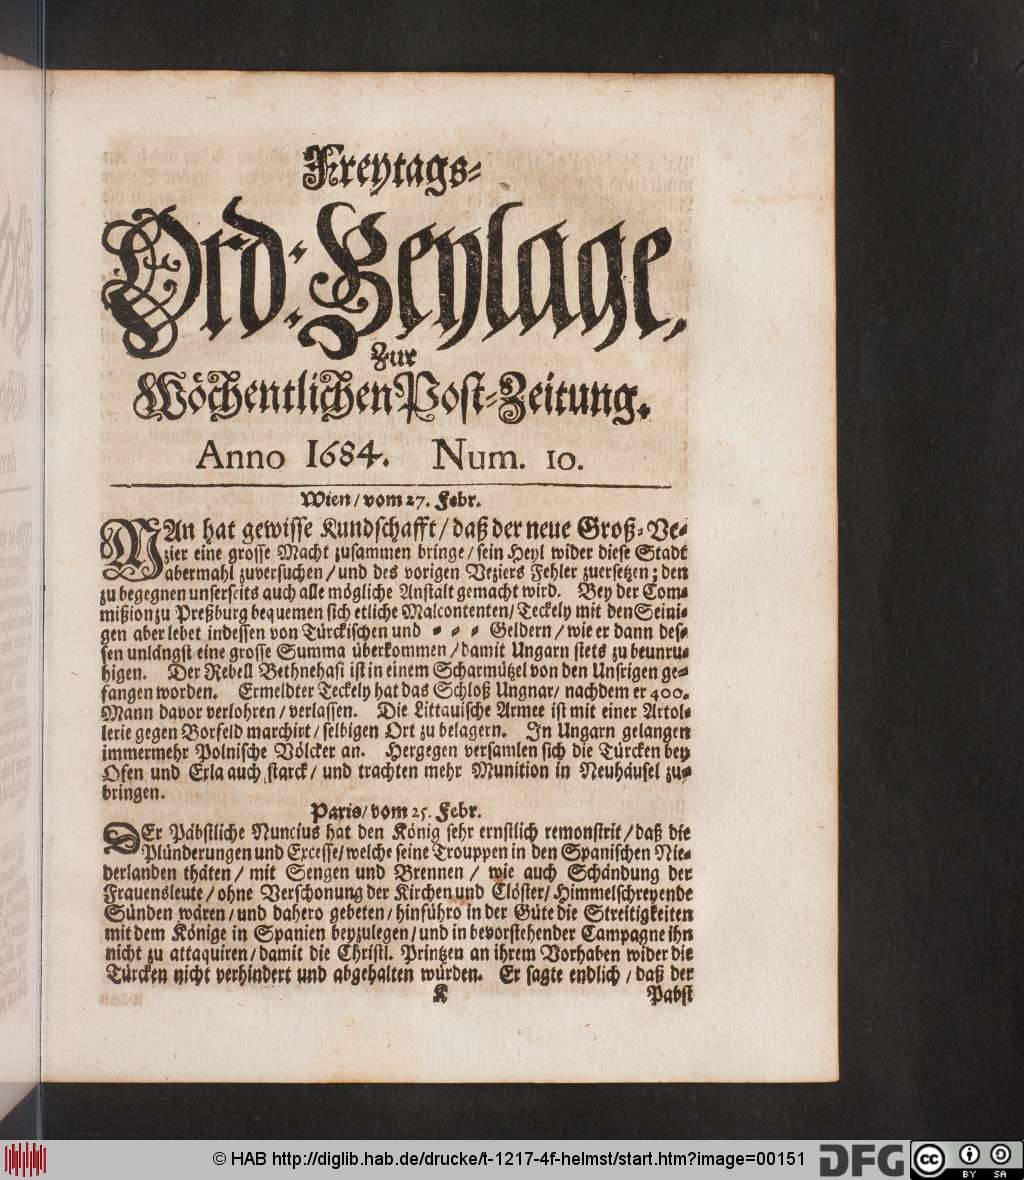 Freytags-
Ord: Beylage,
Zur
Wöchentlichen Post-Zeitung.
Anno 1684. Num. 10.
Wien/ vom 27. Febr.
MAn hat gewisse Kundschafft/ daß der neue Groß-Ve-
zier eine grosse Macht zusammen bringe/ sein Heyl wider diese Stadt
abermahl zuversuchen/ und des vorigen Veziers Fehler zuersetzen; den
zu begegnen unserseits auch alle mögliche Anstalt gemacht wird. Bey der Com-
mißion zu Preßburg bequemen sich etliche Malcontenten/ Teckely mit den Seini-
gen aber lebet indessen von Türckischen und - - - Geldern/ wie er dann des-
sen unlängst eine grosse Summa überkommen/ damit Ungarn stets zu beunru-
higen. Der Rebell Bethnehasi ist in einem Scharmützel von den Unsrigen ge-
fangen worden. Ermeldter Teckely hat das Schloß Ungnar/ nachdem er 400.
Mann davor verlohren/ verlassen. Die Littauische Armee ist mit einer Artol-
lerie gegen Borfeld marchirt/ selbigen Ort zu belagern. In Ungarn gelangen
immermehr Polnische Völcker an. Hergegen versamlen sich die Türcken bey
Ofen und Erla auch starck/ und trachten mehr Munition in Neuhäusel zu-
bringen.
Paris/ vom 25. Febr.
DEr Päbstliche Nuncius hat den König sehr ernstlich remonstrit/ daß die
Plünderungen und Excesse/ welche seine Trouppen in den Spanischen Nie-
derlanden thäten/ mit Sengen und Brennen/ wie auch Schändung der
Frauensleute/ ohne Verschonung der Kirchen und Clöster/ Himmelschreyende
Sünden wären/ und dahero gebeten/ hinführo in der Güte die Streitigkeiten
mit dem Könige in Spanien beyzulegen/ und in bevorstehender Campagne ihn
nicht zu attaquiren/ damit die Christl. Printzen an ihrem Vorhaben wider die
Türcken nicht verhindert und abgehalten würden. Er sagte endlich/ daß der
K Pabst
© HAB http://diglib.hab.de/drucke/t-1217-4f-helmst/start.htm?image=00151 DFG cc BY SA